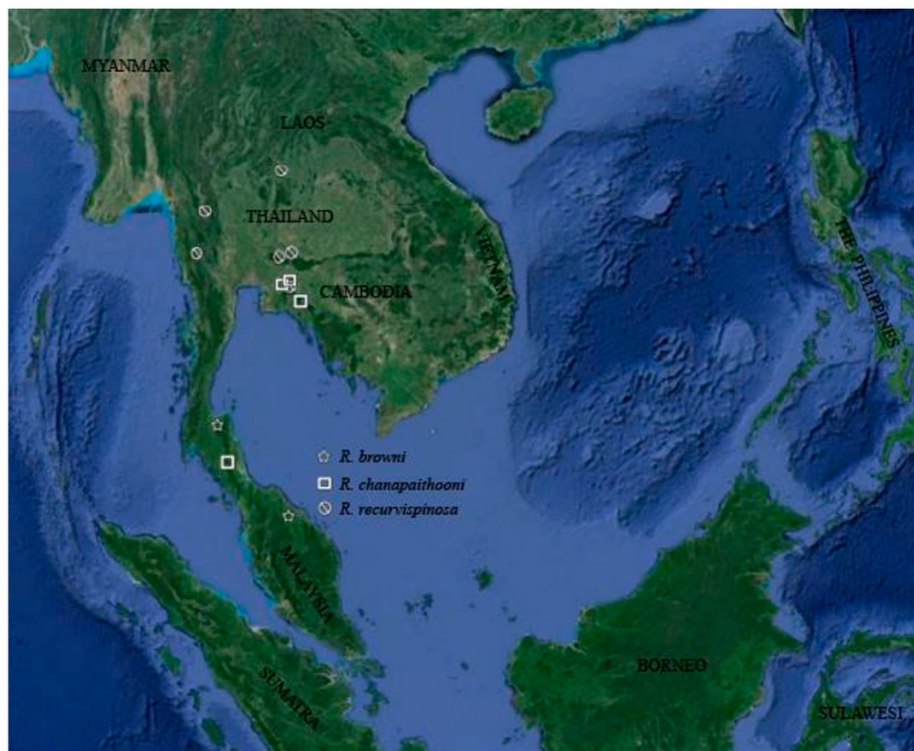 MYANMAR
LAOS
THAILAND
VIETNAM
CAMBODIA
THE PHILIPPINES
R. browni
R. chanapaithooni
R. recurvispinosa
MALAYSIA
BORNEO
SUMATRA
SULAWESI